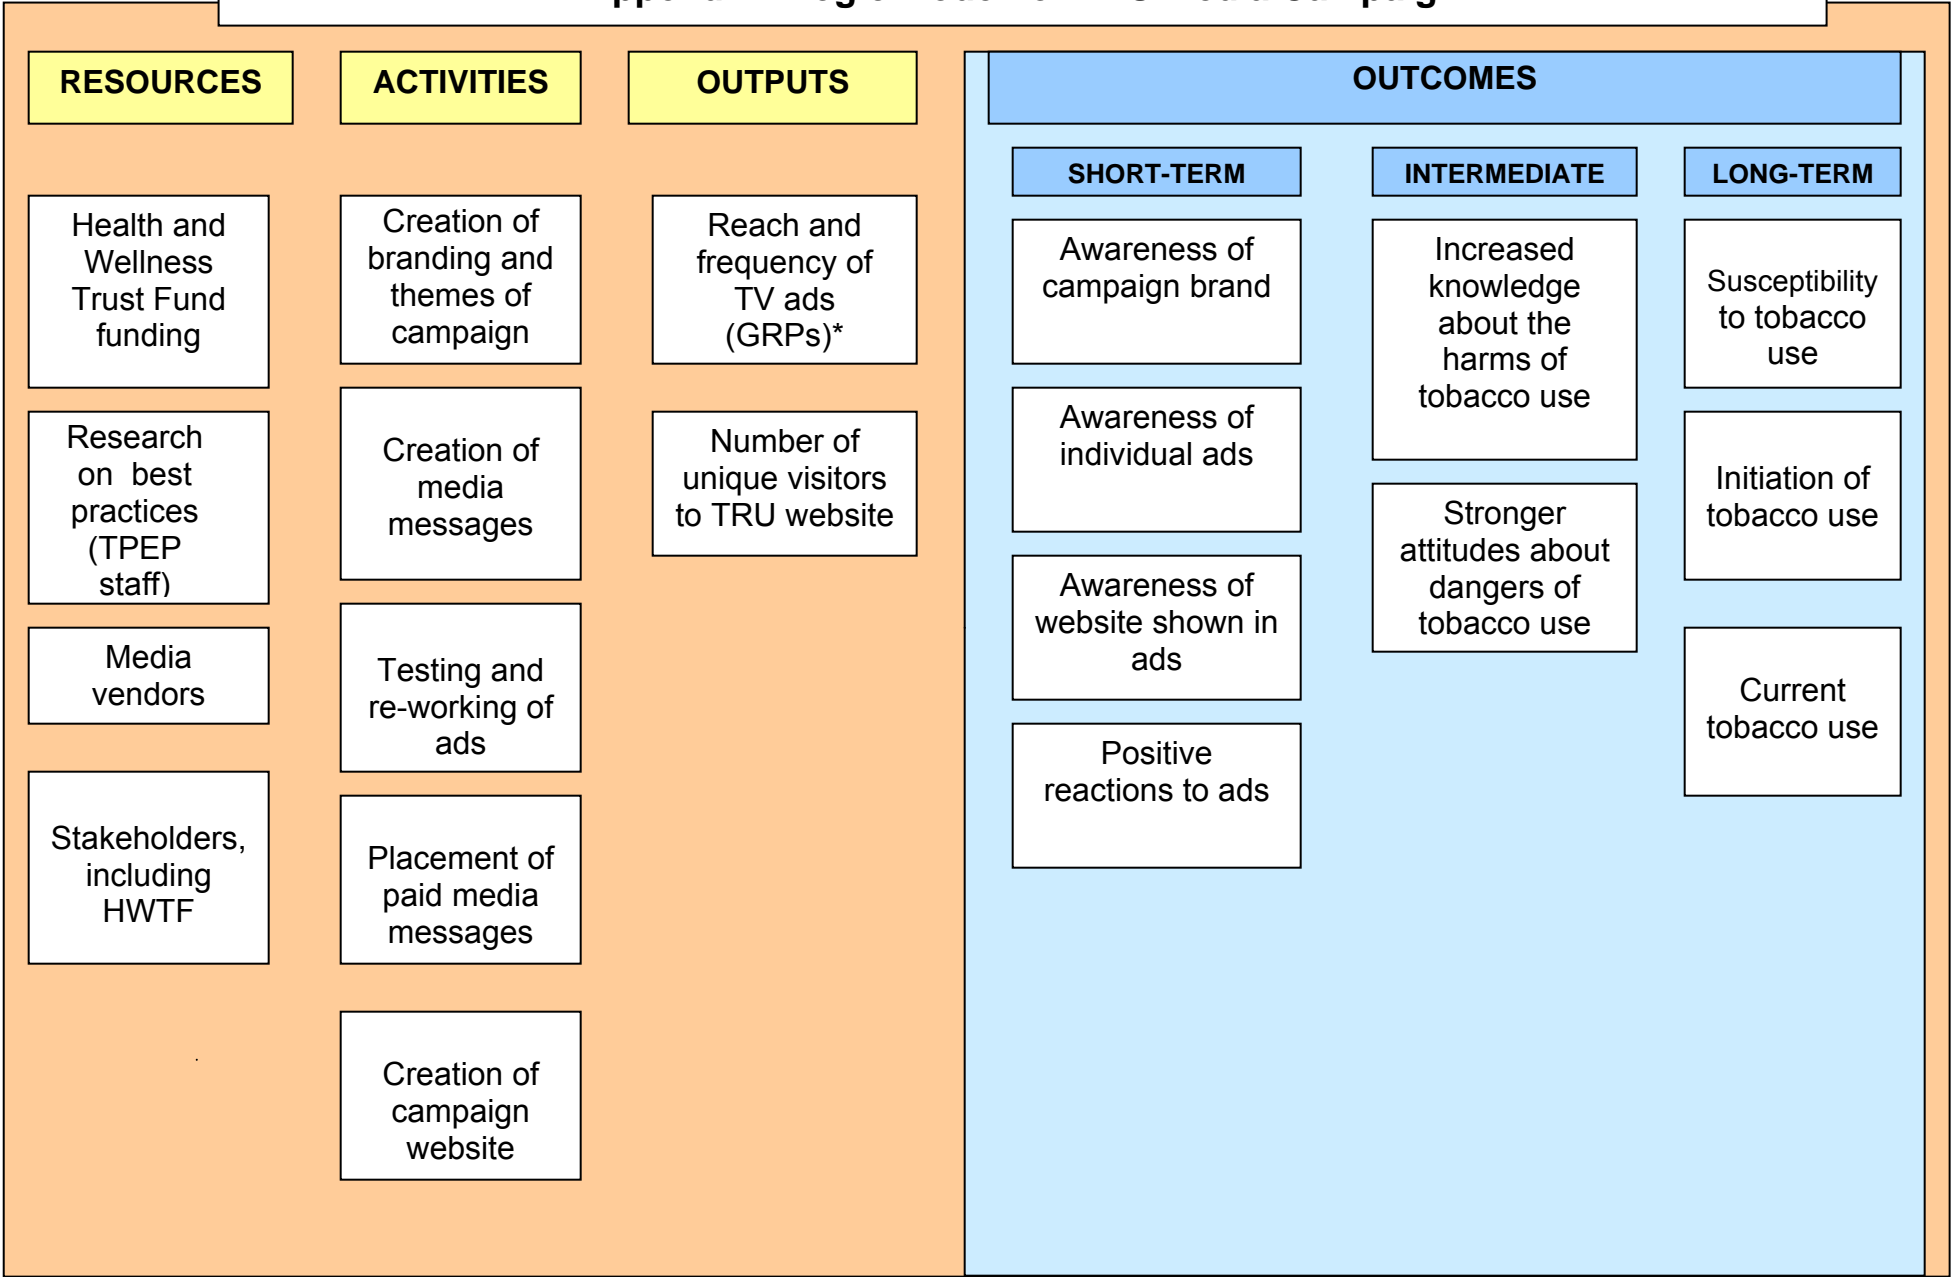 RESOURCES
ACTIVITIES
OUTPUTS
OUTCOMES
SHORT-TERM
INTERMEDIATE
LONG-TERM
Health and
Wellness
Trust Fund
funding
Research
on best
practices
(TPEP
staff)
Media
vendors
Stakeholders,
including
HWTF
Creation of
branding and
themes of
campaign
Creation of
media
messages
Testing and
re-working of
ads
Placement of
paid media
messages
Creation of
campaign
website
Reach and
frequency of
TV ads
(GRPs)*
Number of
unique visitors
to TRU website
Awareness of
campaign brand
Awareness of
individual ads
Awareness of
website shown in
ads
Positive
reactions to ads
Increased
knowledge
about the
harms of
tobacco use
Stronger
attitudes about
dangers of
tobacco use
Susceptibility
to tobacco
use
Initiation of
tobacco use
Current
tobacco use